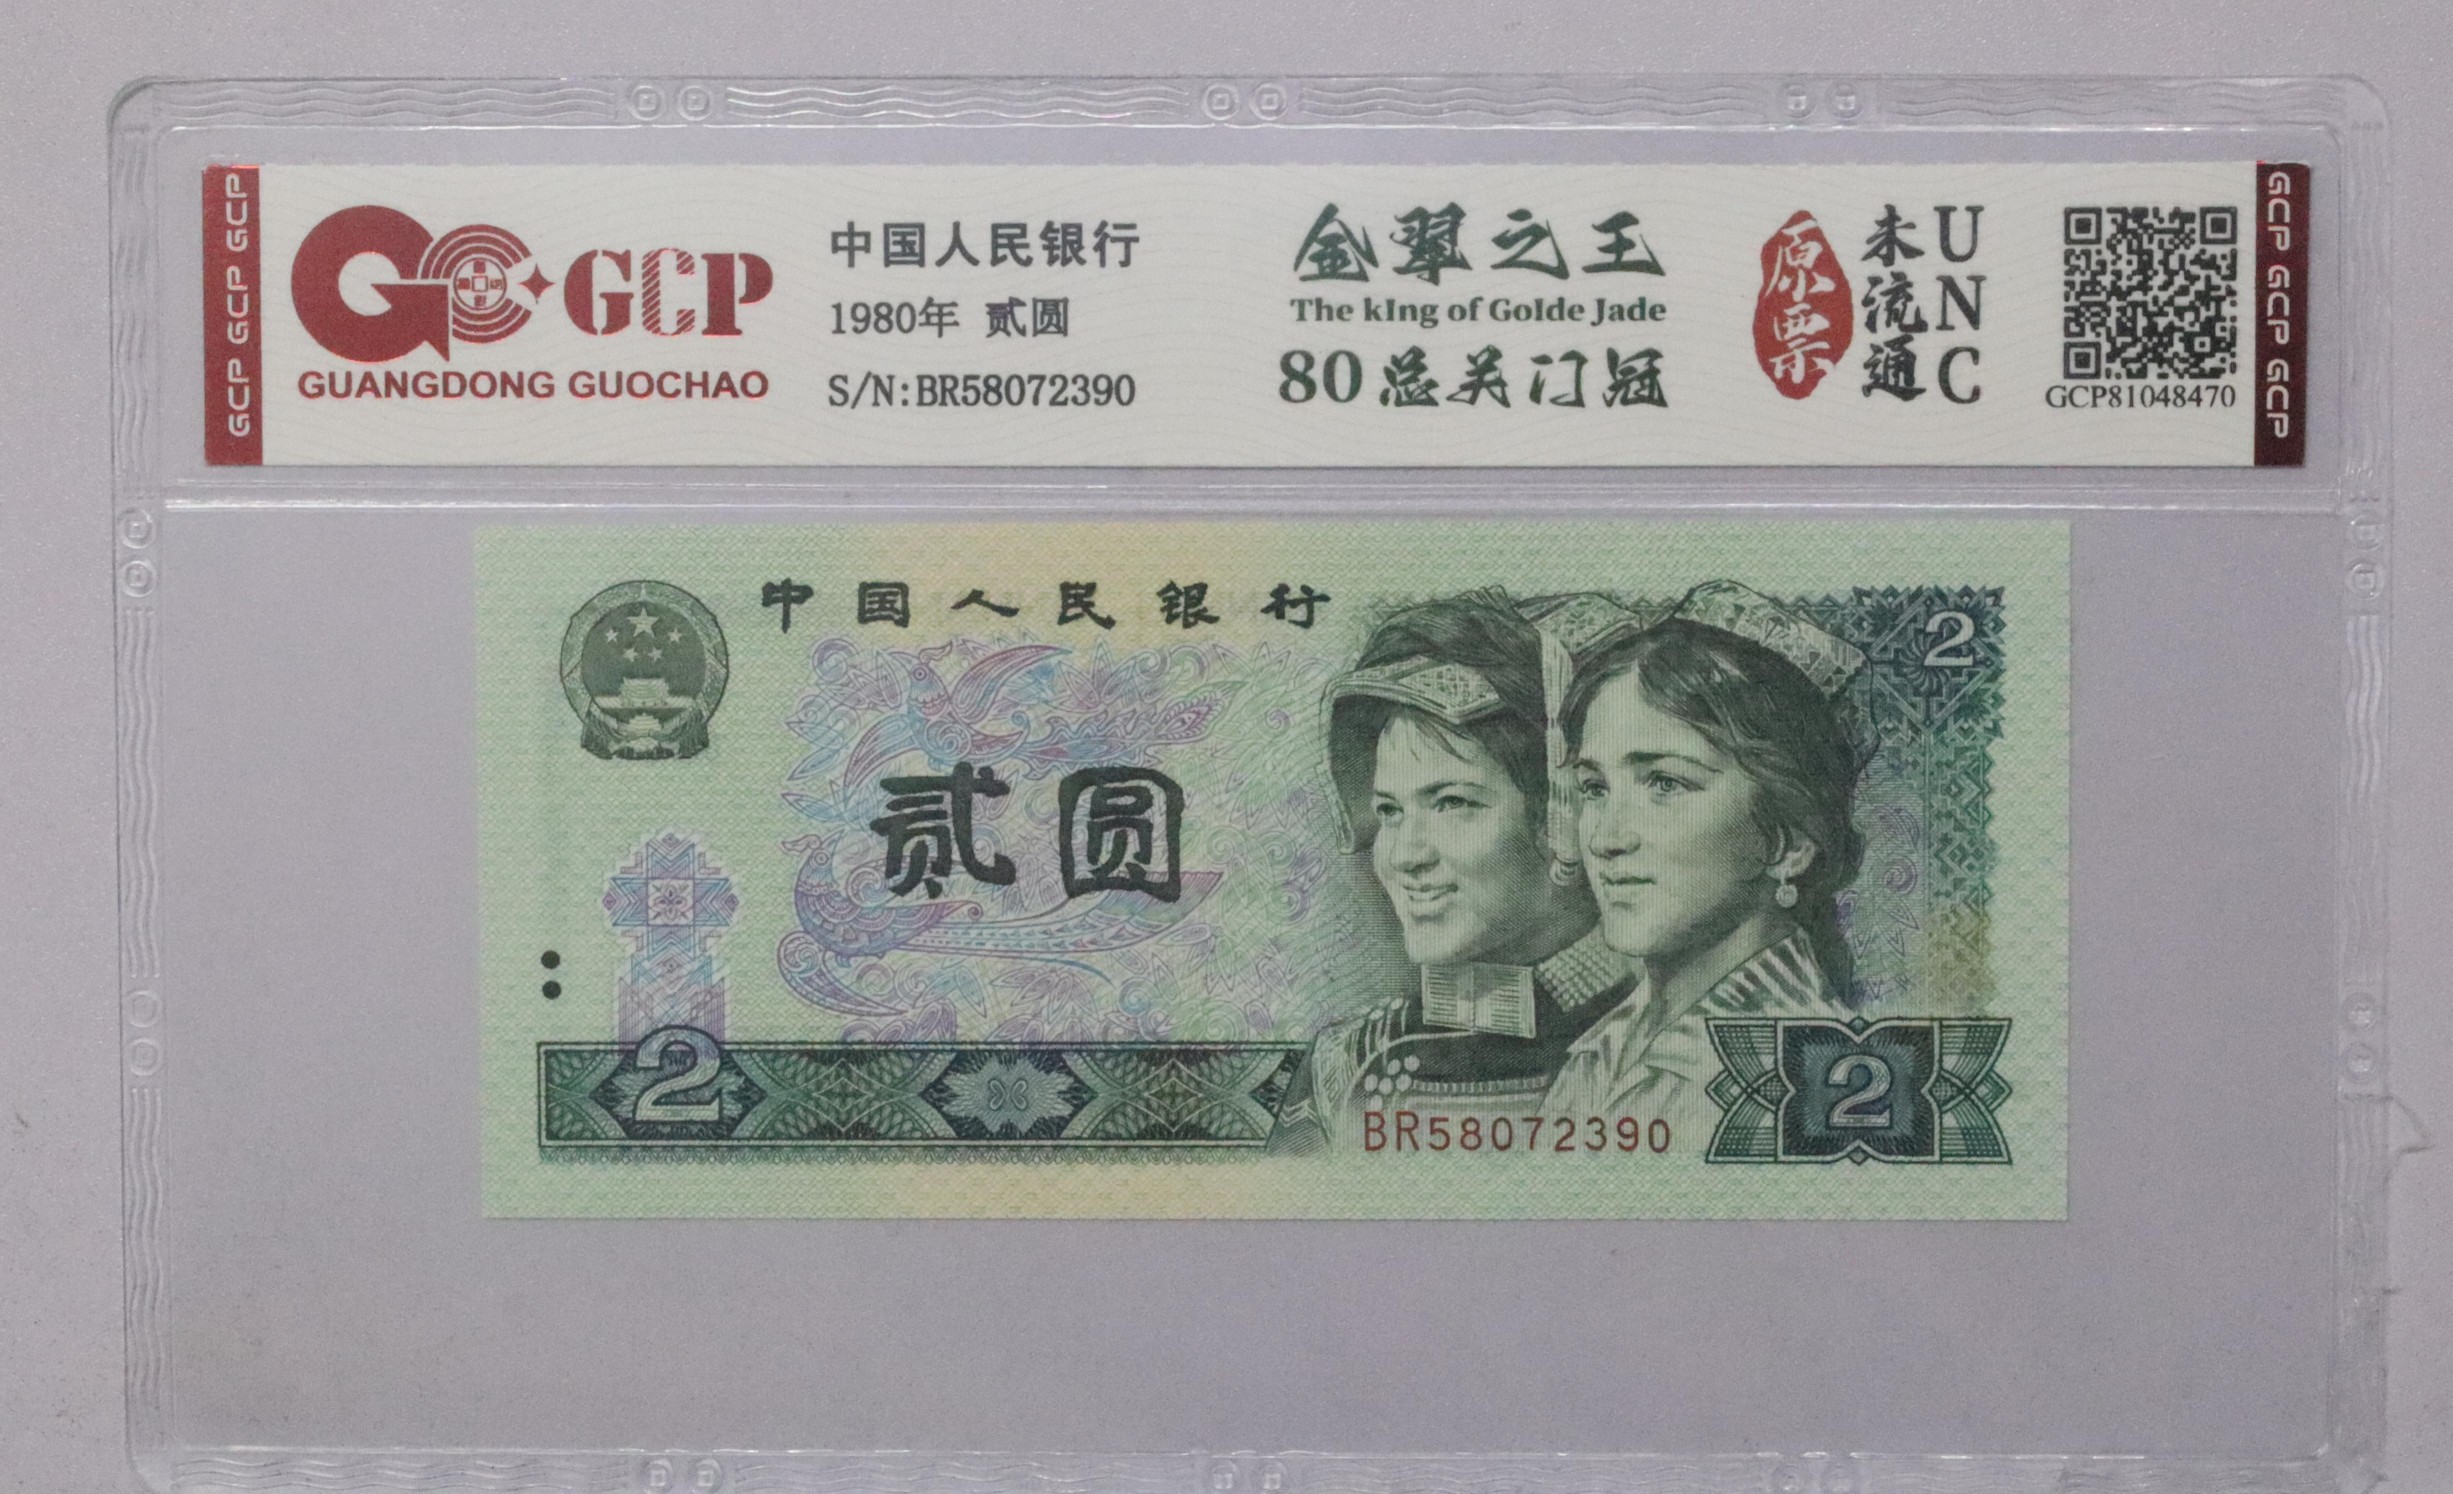 GCP GCP GCP
GCP
GUANGDONG GUOCHAO
中国人民银行
1980年 贰圆
S/N:BR58072390
金翠之王
The kIng of Golde Jade
80总关门冠
原票
未流通
UNC
GCP81048470
GCP GCP GCP
中国人民银行
2
贰圆
2
BR58072390
2